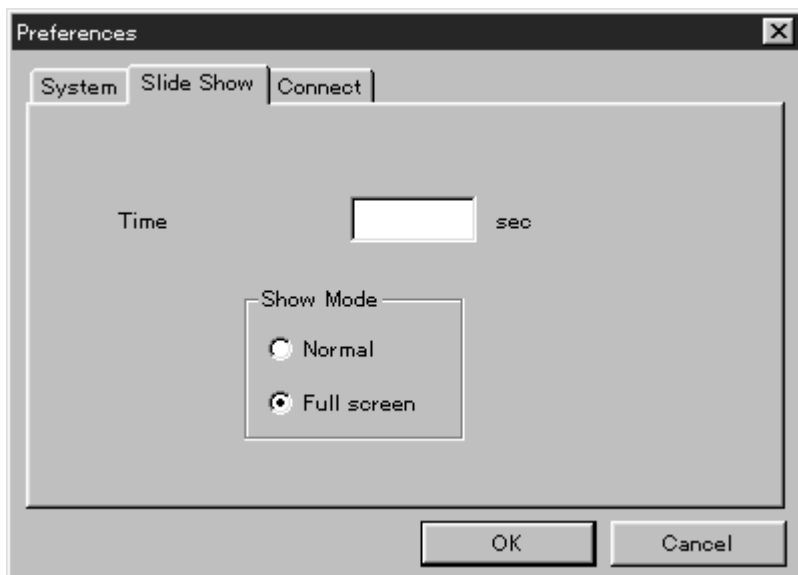 Preferences
System Slide Show Connect
Time sec
Show Mode
Normal
Full screen
OK Cancel